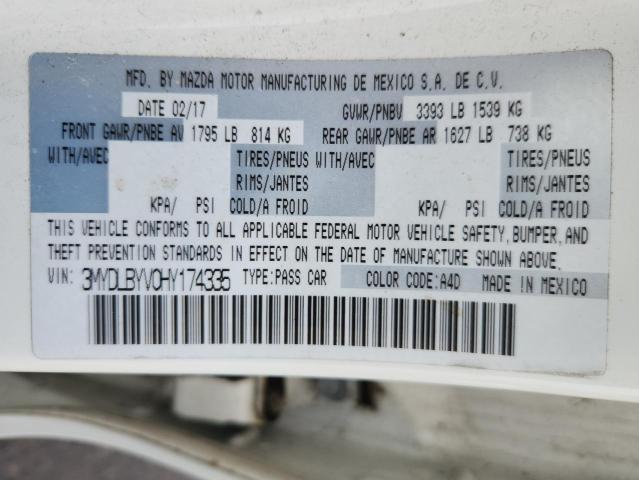 MFD. BY MAZDA MOTOR MANUFACTURING DE MEXICO S.A. DE C.V.
DATE 02/17 GVWR/PNBV 3393 LB 1539 KG
FRONT GAWR/PNBE AV 1795 LB 814 KG REAR GAWR/PNBE AR 1627 LB 738 KG
WITH/AVEC TIRES/PNEUS WITH/AVEC TIRES/PNEUS
RIMS/JANTES RIMS/JANTES
KPA/ PSI COLD/A FROID KPA/ PSI COLD/A FROID
THIS VEHICLE CONFORMS TO ALL APPLICABLE FEDERAL MOTOR VEHICLE SAFETY, BUMPER, AND
THEFT PREVENTION STANDARDS IN EFFECT ON THE DATE OF MANUFACTURE SHOWN ABOVE.
VIN: 3MYDLBYV0HY174335 TYPE:PASS CAR COLOR CODE:A4D MADE IN MEXICO